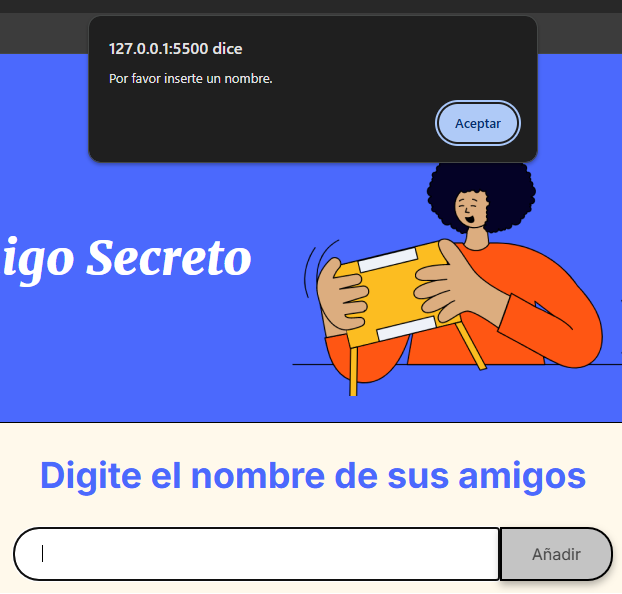 127.0.0.1:5500 dice
Por favor inserte un nombre.
Aceptar
igo Secreto
Digite el nombre de sus amigos
Añadir